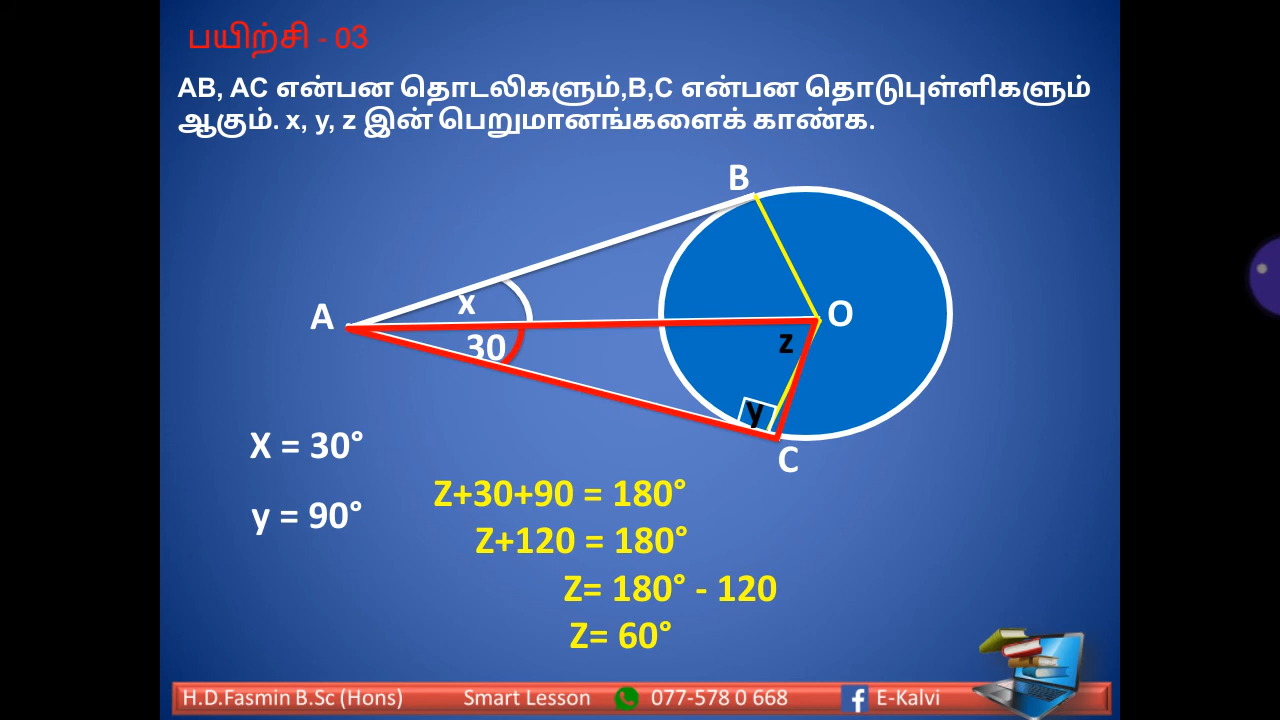 பயிற்சி - 03
AB, AC என்பன தொடலிகளும்,B,C என்பன தொடுபுள்ளிகளும்
ஆகும். x, y, z இன் பெறுமானங்களைக் காண்க.
B
A
x
O
30
z
y
C
X = 30°
y = 90°
Z+30+90 = 180°
Z+120 = 180°
Z= 180° - 120
Z= 60°
H.D.Fasmin B.Sc (Hons) Smart Lesson 077-578 0 668 E-Kalvi